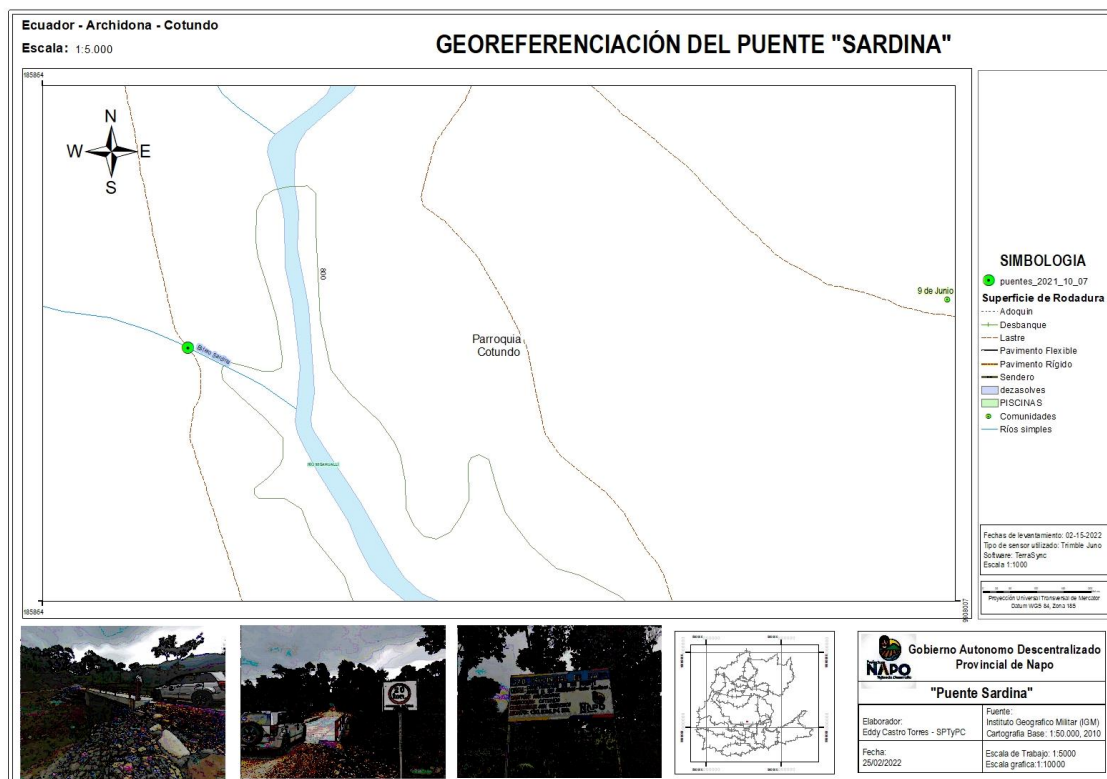 Ecuador - Archidona - Cotundo
Escala: 1:5.000
GEOREFERENCIACIÓN DEL PUENTE "SARDINA"
185864
N
W E
S
800
9 de Junio
Parroquia
Cotundo
Sardina
185864
SIMBOLOGIA
puentes_2021_10_07
Superficie de Rodadura
Adoquin
Desbanque
Lastre
Pavimento Flexible
Pavimento Rígido
Sendero
dezasolves
PISCINAS
Comunidades
Ríos simples
Fechas de levantamiento: 02-15-2022
Tipo de sensor utilizado: Trimble Juno
Software: TerraSync
Escala 1:1000
Proyección Universal Transversal de Mercator
Datum WGS 84, Zona 18S
NAPO
Gobierno Autonomo Descentralizado
Provincial de Napo
"Puente Sardina"
Elaborador:
Eddy Castro Torres - SPTyPC
Fuente:
Instituto Geografico Militar (IGM)
Cartografia Base: 1:50.000, 2010
Fecha:
25/02/2022
Escala de Trabajo: 1:5000
Escala grafica:1:10000